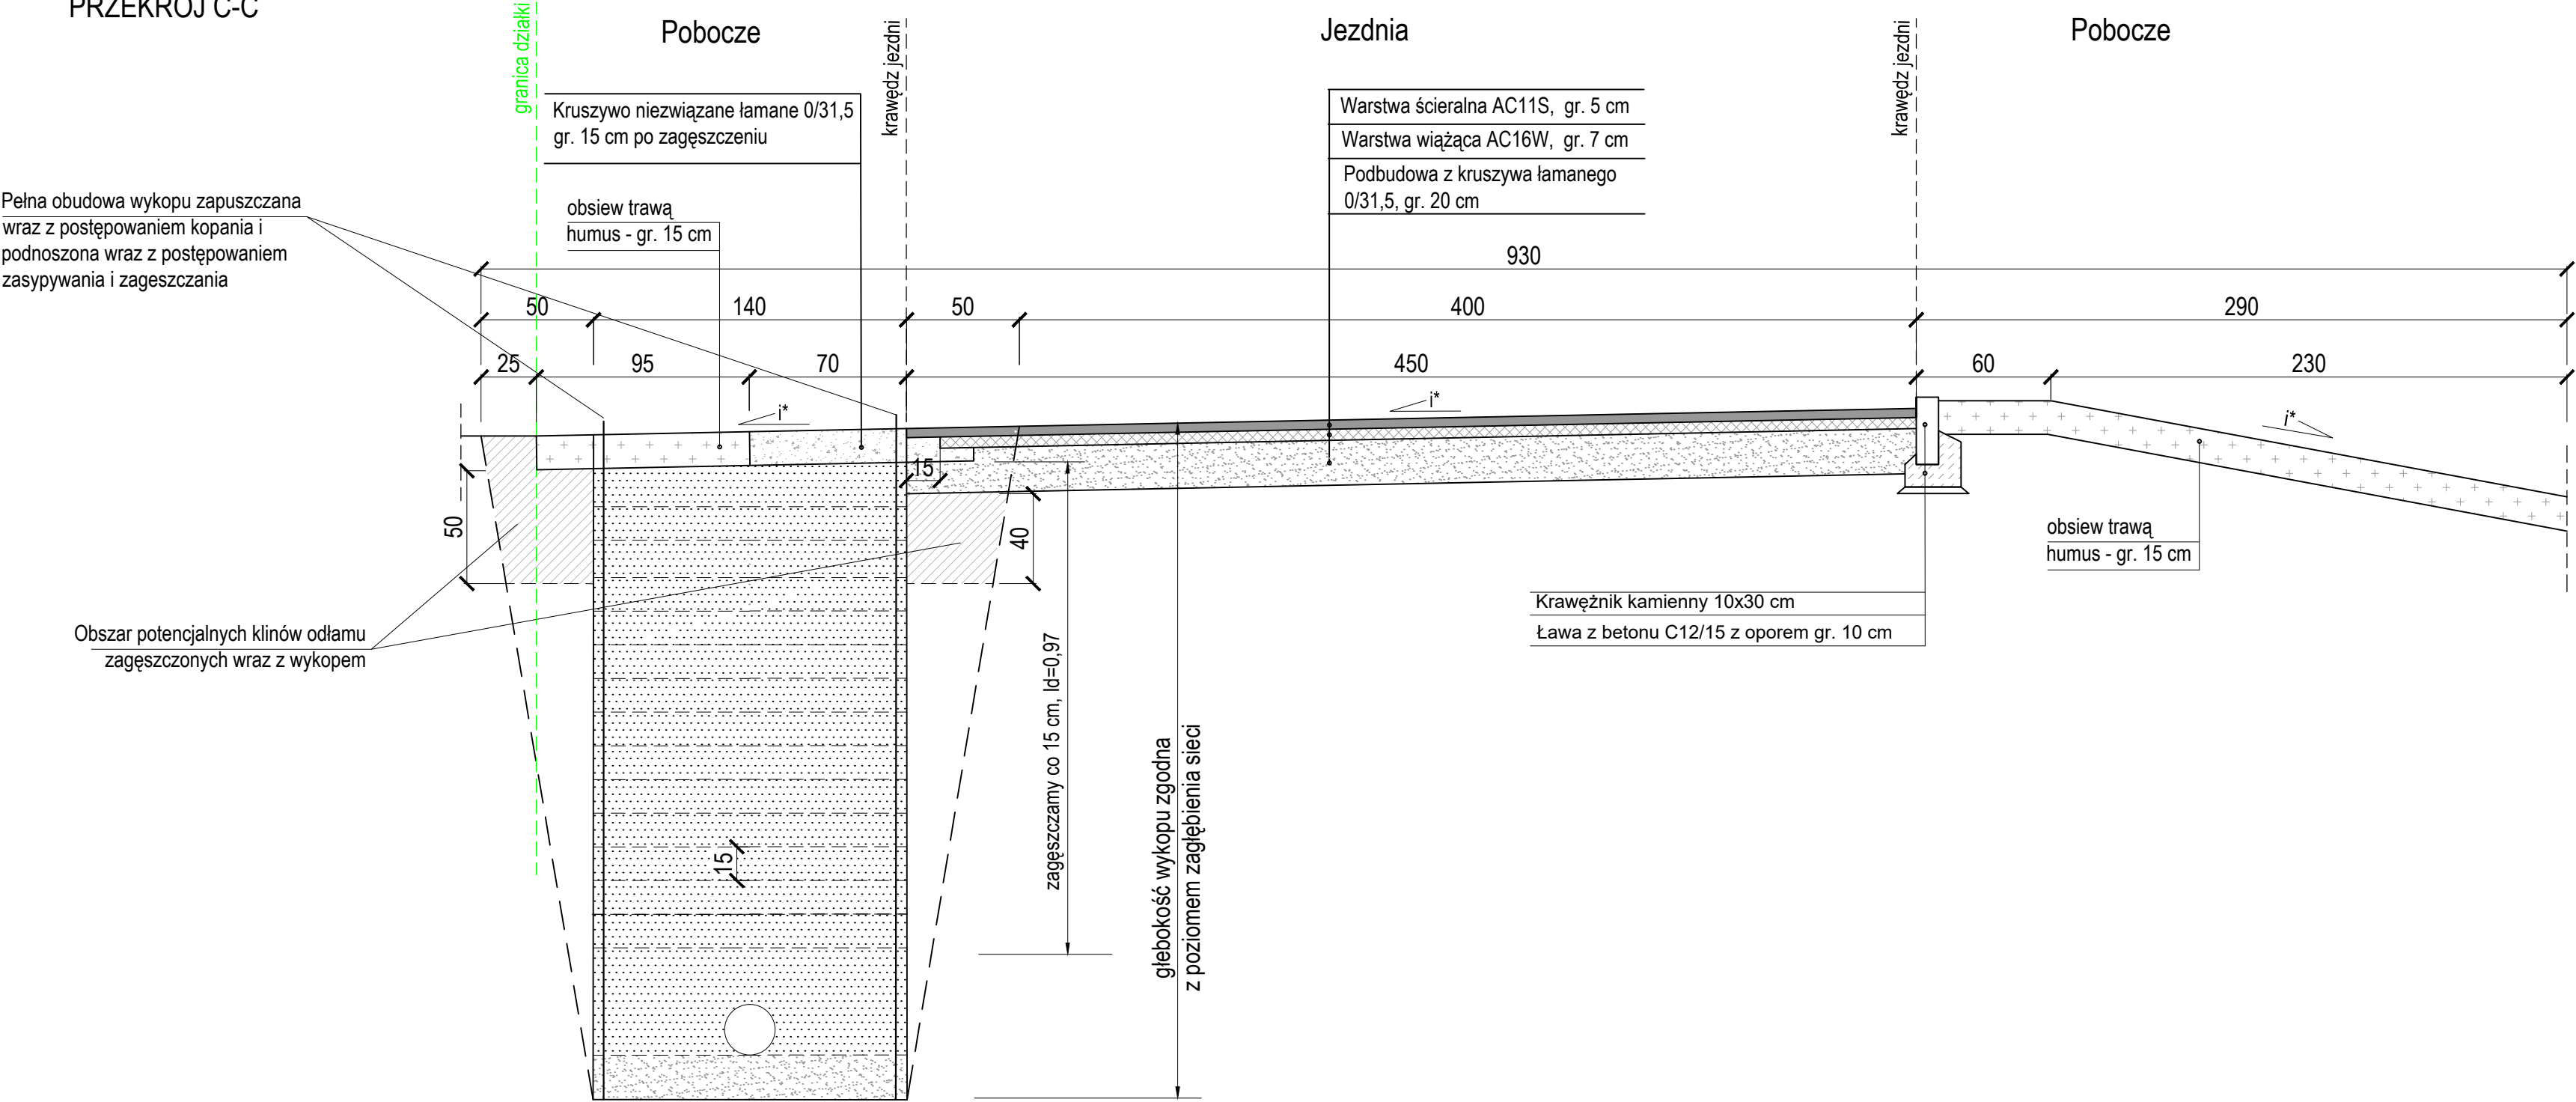 PRZEKRÓJ C-C
granica działki
Pobocze
krawędz jezdni
Jezdnia
krawędz jezdni
Pobocze
Kruszywo niezwiązane łamane 0/31,5
gr. 15 cm po zagęszczeniu
Warstwa ścieralna AC11S, gr. 5 cm
Warstwa wiążąca AC16W, gr. 7 cm
Podbudowa z kruszywa łamanego
0/31,5, gr. 20 cm
Pełna obudowa wykopu zapuszczana
wraz z postępowaniem kopania i
podnoszona wraz z postępowaniem
zasypywania i zageszczania
obsiew trawą
humus - gr. 15 cm
930
50
140
50
400
290
25
95
70
450
60
230
i*
i*
i*
15
50
40
obsiew trawą
humus - gr. 15 cm
Krawężnik kamienny 10x30 cm
Ława z betonu C12/15 z oporem gr. 10 cm
Obszar potencjalnych klinów odłamu
zagęszczonych wraz z wykopem
zagęszczamy co 15 cm, Id=0,97
głebokość wykopu zgodna
z poziomem zagłębienia sieci
15